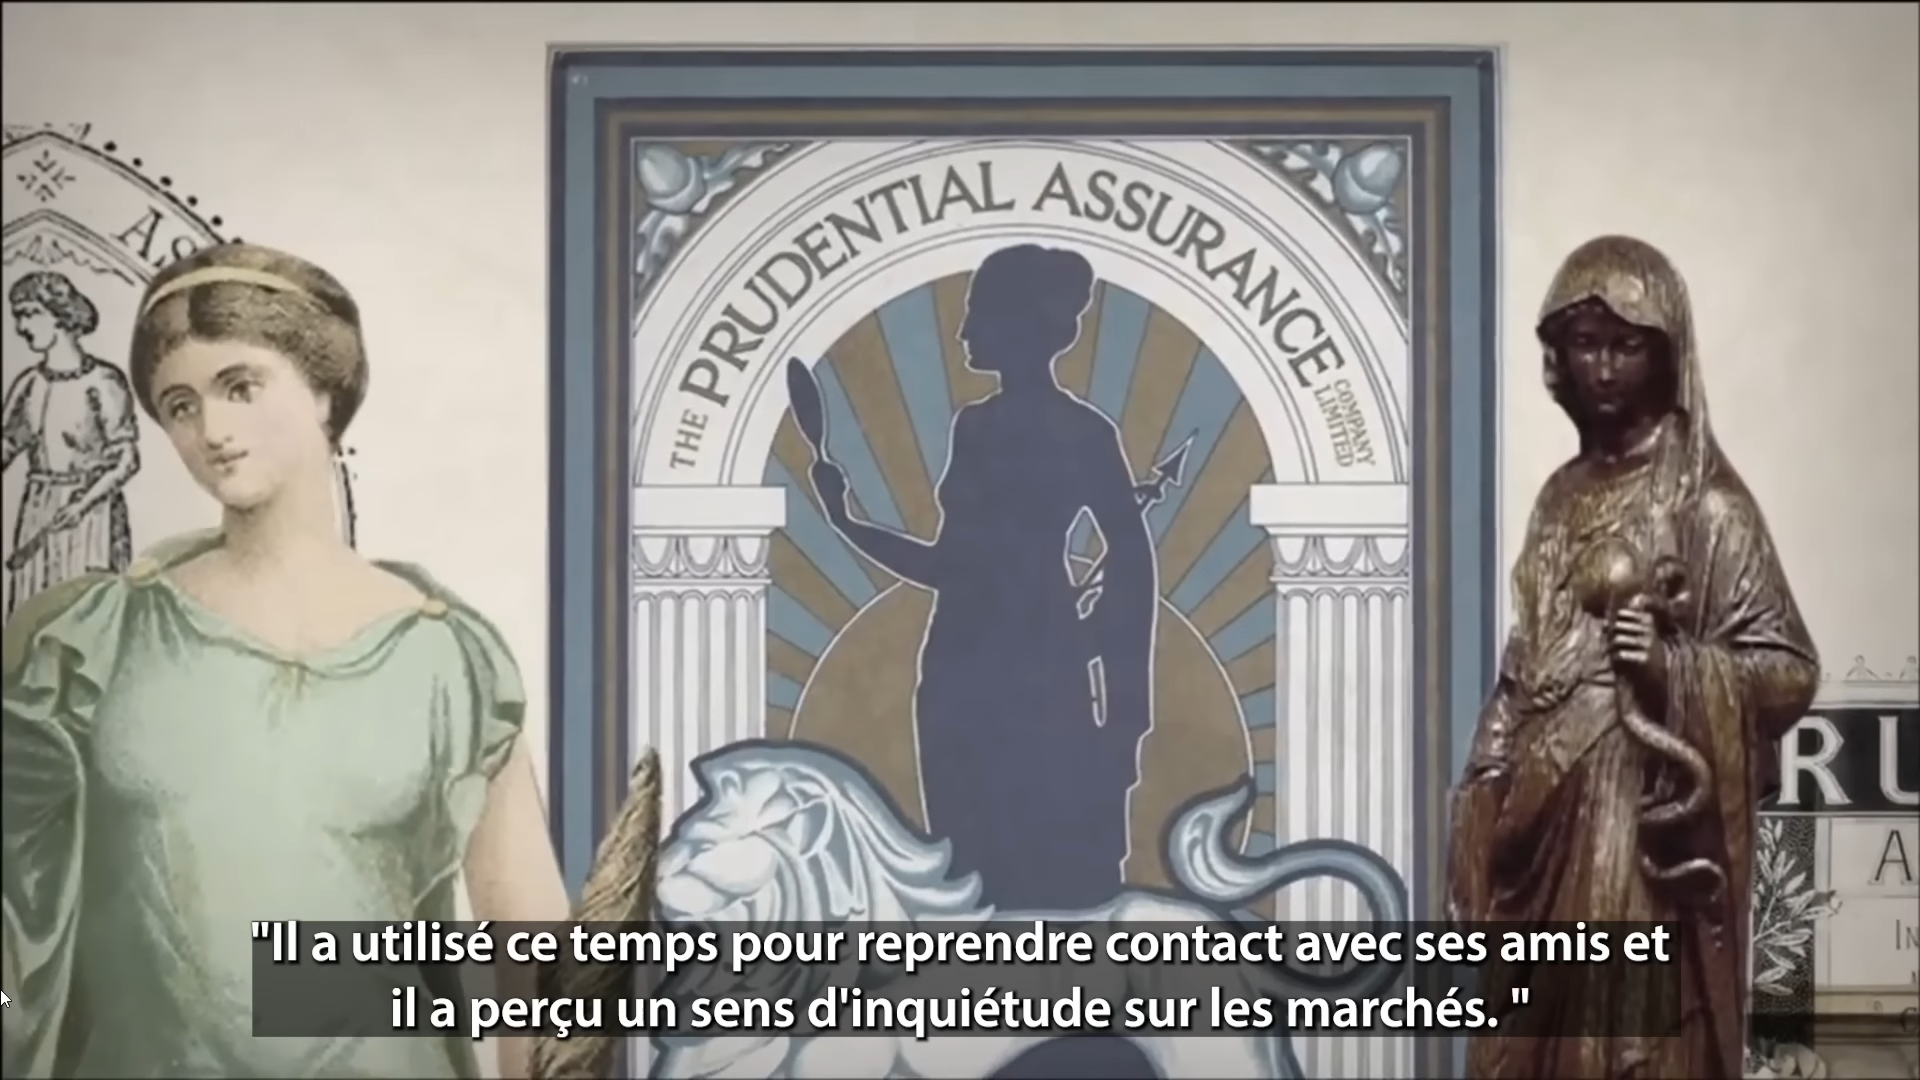 THE PRUDENTIAL ASSURANCE COMPANY LIMITED
"Il a utilisé ce temps pour reprendre contact avec ses amis et
il a perçu un sens d'inquiétude sur les marchés. "